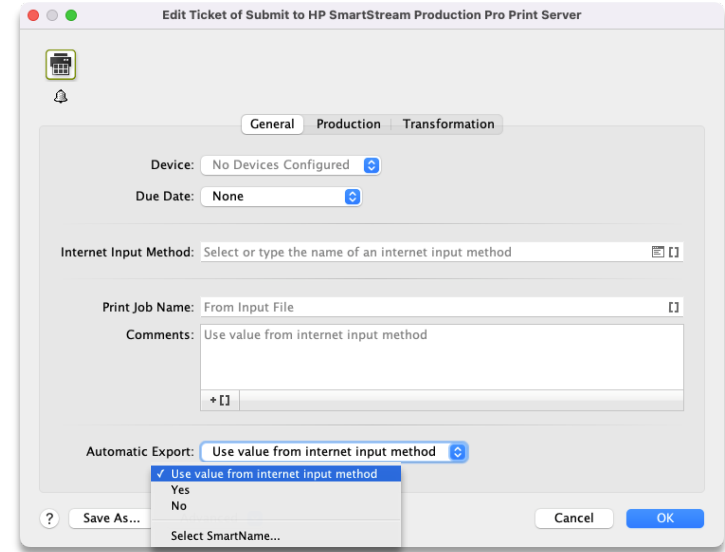 Edit Ticket of Submit to HP SmartStream Production Pro Print Server
General Production Transformation
Device: No Devices Configured
Due Date: None
Internet Input Method: Select or type the name of an internet input method
Print Job Name: From Input File
Comments: Use value from internet input method
+[]
Automatic Export: Use value from internet input method
✓ Use value from internet input method
Yes
No
Select SmartName...
? Save As... Cancel OK